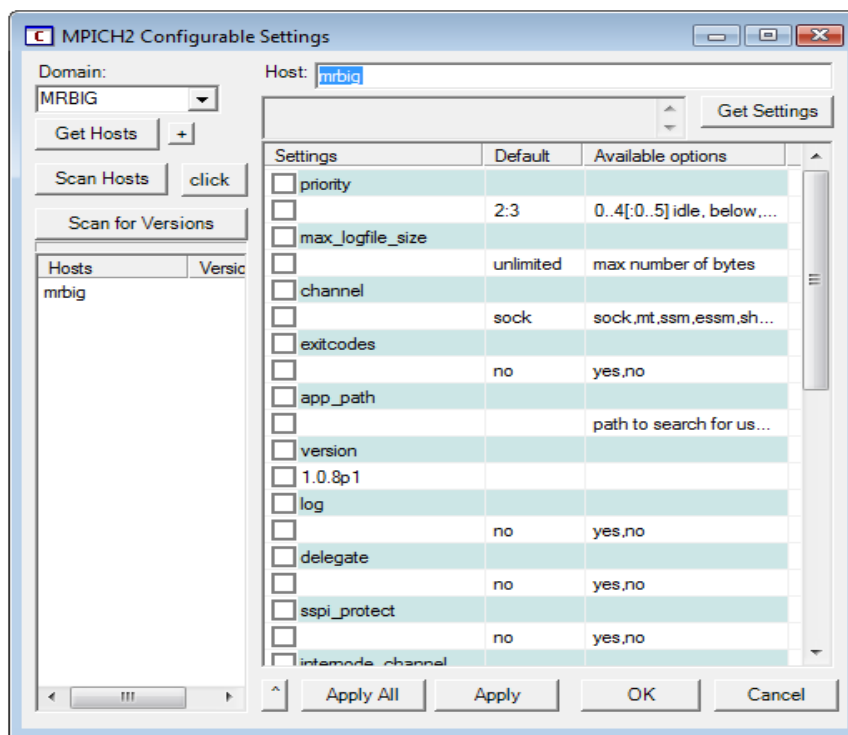 MPICH2 Configurable Settings
Domain:
MRBIG
Get Hosts
+
Scan Hosts
click
Scan for Versions
Hosts Versic
mrbig
Host: mrbig
Get Settings
Settings Default Available options
priority
2:3 0..4[:0..5] idle, below,...
max_logfile_size
unlimited max number of bytes
channel
sock sock,mt,ssm,essm,sh...
exitcodes
no yes,no
app_path
path to search for us...
version
1.0.8p1
log
no yes,no
delegate
no yes,no
sspi_protect
no yes,no
internode_channel
^
Apply All
Apply
OK
Cancel